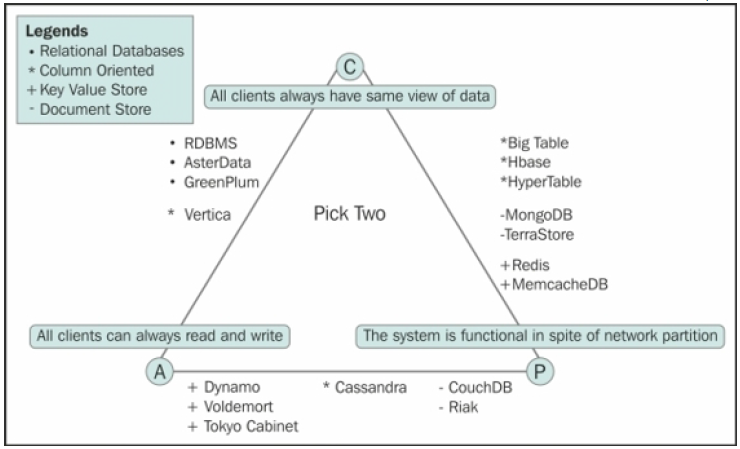 Legends
• Relational Databases
* Column Oriented
+ Key Value Store
- Document Store
C
All clients always have same view of data
• RDBMS
• AsterData
• GreenPlum
* Vertica
*Big Table
*Hbase
*HyperTable
-MongoDB
-TerraStore
+Redis
+MemcacheDB
Pick Two
All clients can always read and write
The system is functional in spite of network partition
A
P
+ Dynamo
+ Voldemort
+ Tokyo Cabinet
* Cassandra
- CouchDB
- Riak